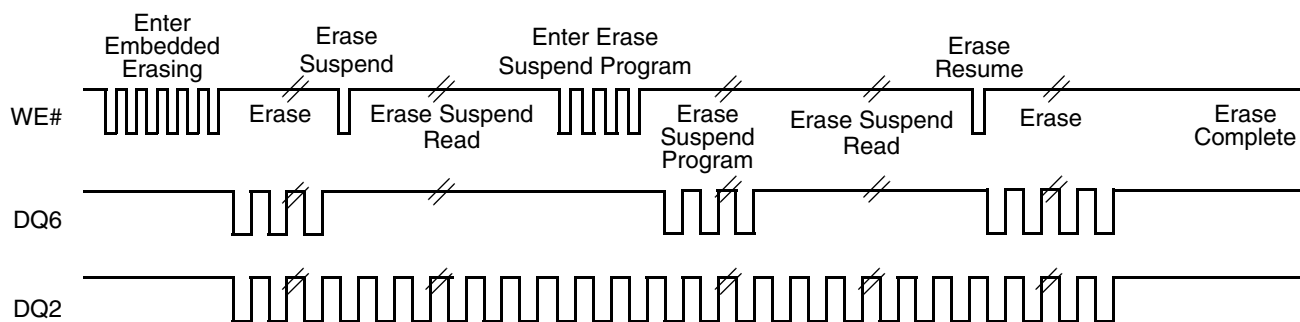 Enter
Embedded
Erasing
Erase
Suspend
Enter Erase
Suspend Program
Erase
Resume
WE#
Erase
Erase Suspend
Read
Erase
Suspend
Program
Erase Suspend
Read
Erase
Erase
Complete
DQ6
DQ2